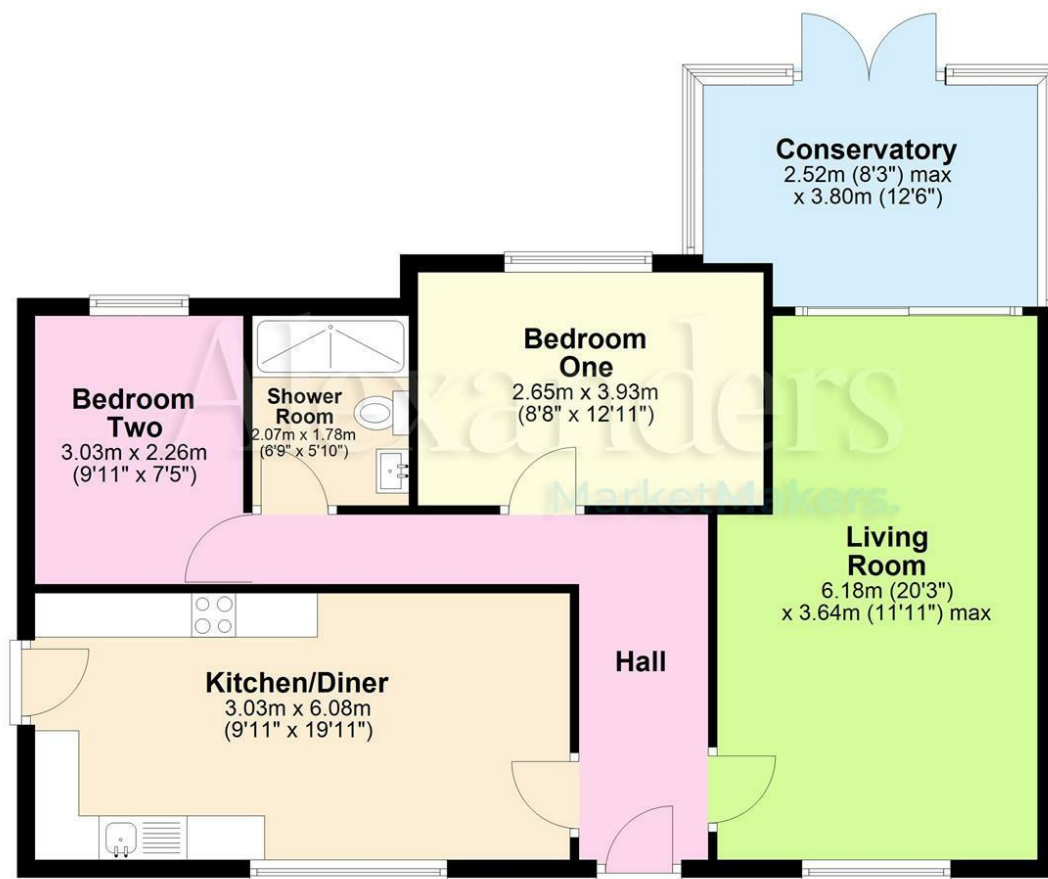 Conservatory
2.52m (8'3") max
x 3.80m (12'6")
Bedroom
One
2.65m x 3.93m
(8'8" x 12'11")
Bedroom
Two
3.03m x 2.26m
(9'11" x 7'5")
Shower
Room
2.07m x 1.78m
(6'9" x 5'10")
Alexanders
MarketMakers.
Living
Room
6.18m (20'3")
x 3.64m (11'11") max
Hall
Kitchen/Diner
3.03m x 6.08m
(9'11" x 19'11")